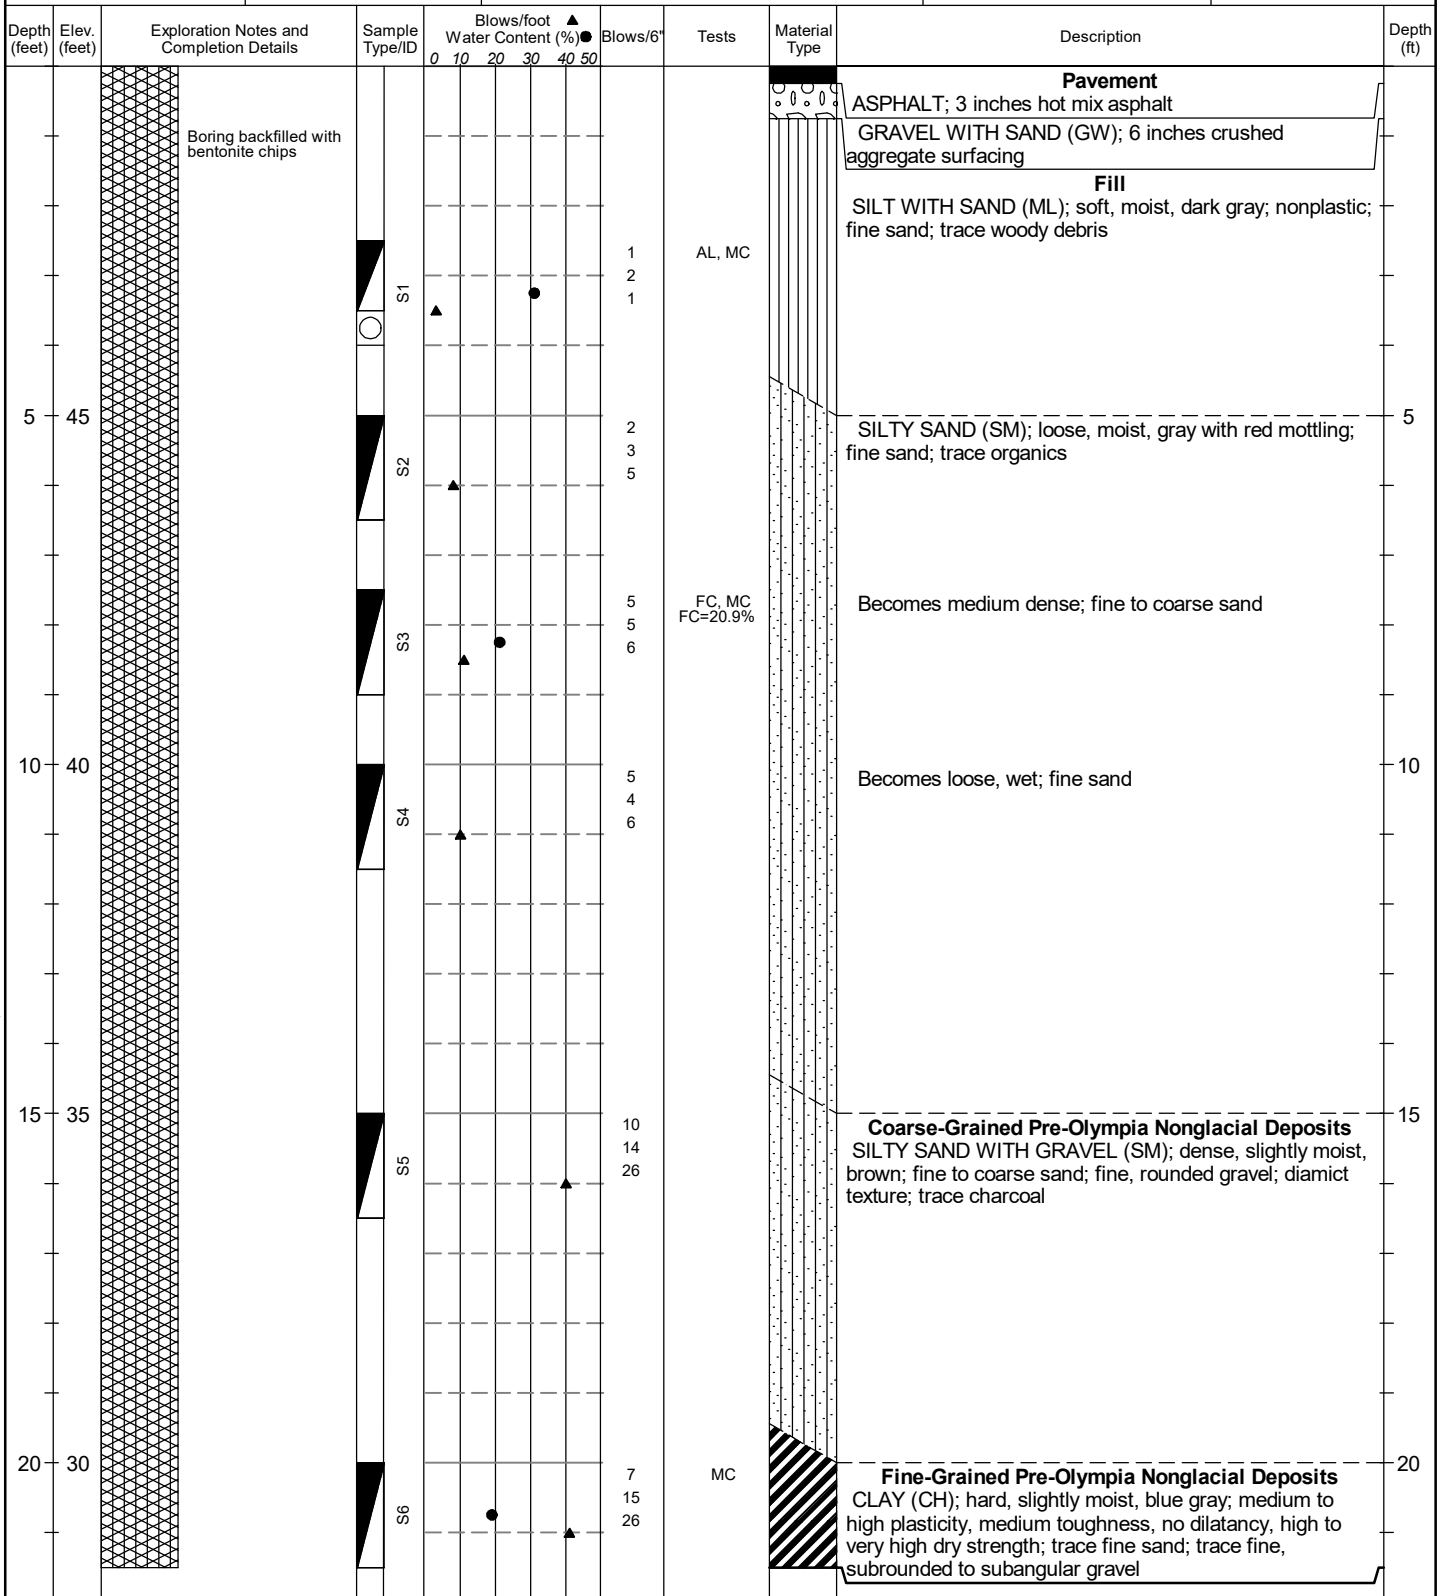 Depth
(feet)
Elev.
(feet)
Exploration Notes and
Completion Details
Sample
Type/ID
Blows/foot
Water Content (%)
0 10 20 30 40 50
Blows/6"
Tests
Material
Type
Description
Depth
(ft)
Pavement
ASPHALT; 3 inches hot mix asphalt
Boring backfilled with
bentonite chips
GRAVEL WITH SAND (GW); 6 inches crushed
aggregate surfacing
Fill
SILT WITH SAND (ML); soft, moist, dark gray; nonplastic;
fine sand; trace woody debris
S1
1
2
1
AL, MC
5 45
S2
2
3
5
SILTY SAND (SM); loose, moist, gray with red mottling;
fine sand; trace organics
5
S3
5
5
6
FC, MC
FC=20.9%
Becomes medium dense; fine to coarse sand
10 40
S4
5
4
6
Becomes loose, wet; fine sand
10
15 35
S5
10
14
26
Coarse-Grained Pre-Olympia Nonglacial Deposits
SILTY SAND WITH GRAVEL (SM); dense, slightly moist,
brown; fine to coarse sand; fine, rounded gravel; diamict
texture; trace charcoal
15
20 30
S6
7
15
26
MC
Fine-Grained Pre-Olympia Nonglacial Deposits
CLAY (CH); hard, slightly moist, blue gray; medium to
high plasticity, medium toughness, no dilatancy, high to
very high dry strength; trace fine sand; trace fine,
subrounded to subangular gravel
20